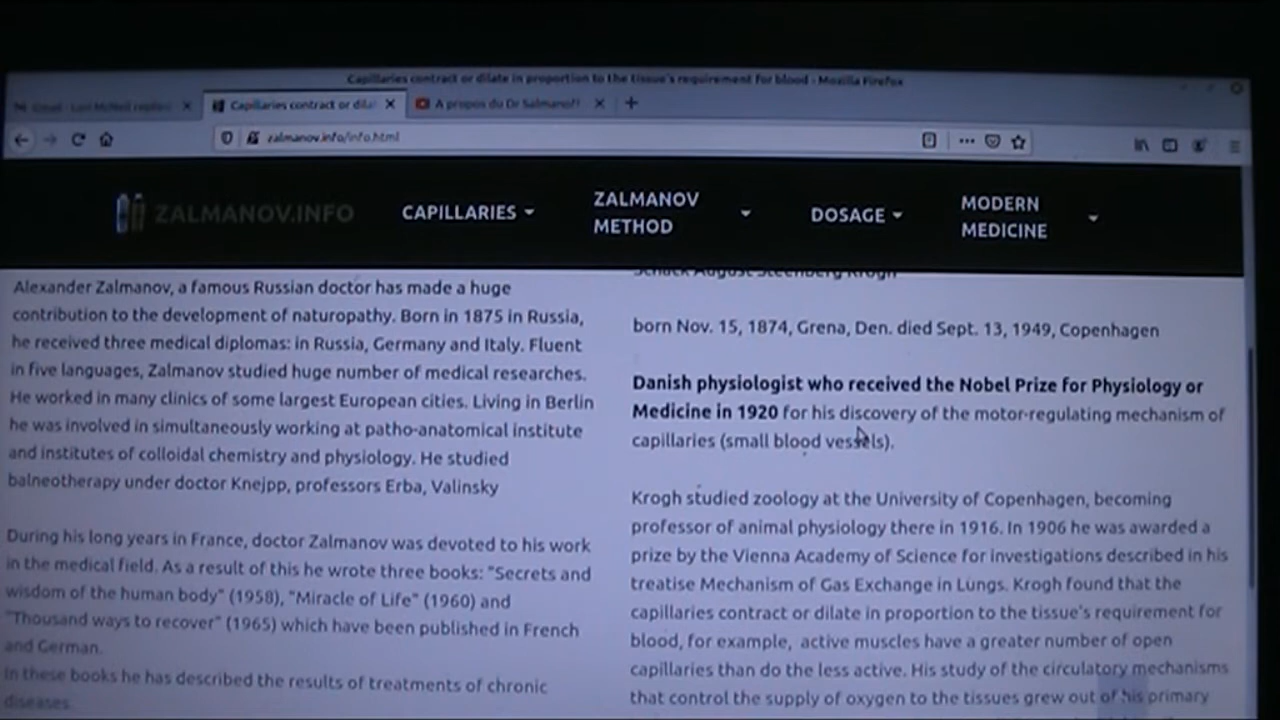 Capillaries contract or dilate in proportion to the tissue's requirement for blood - Mozilla Firefox
Capillaries contract or dila
A propos du Dr Salmanoff
zalmanov.info/info.html
ZALMANOV.INFO
CAPILLARIES
ZALMANOV
METHOD
DOSAGE
MODERN
MEDICINE
Alexander Zalmanov, a famous Russian doctor has made a huge
contribution to the development of naturopathy. Born in 1875 in Russia,
he received three medical diplomas: in Russia, Germany and Italy. Fluent
in five languages, Zalmanov studied huge number of medical researches.
He worked in many clinics of some largest European cities. Living in Berlin
he was involved in simultaneously working at patho-anatomical institute
and institutes of colloidal chemistry and physiology. He studied
balneotherapy under doctor Knejpp, professors Erba, Valinsky
During his long years in France, doctor Zalmanov was devoted to his work
in the medical field. As a result of this he wrote three books: "Secrets and
wisdom of the human body" (1958), "Miracle of Life" (1960) and
"Thousand ways to recover" (1965) which have been published in French
and German.
In these books he has described the results of treatments of chronic
diseases.
August Steenberg Krogh
born Nov. 15, 1874, Grena, Den. died Sept. 13, 1949, Copenhagen
Danish physiologist who received the Nobel Prize for Physiology or
Medicine in 1920 for his discovery of the motor-regulating mechanism of
capillaries (small blood vessels).
Krogh studied zoology at the University of Copenhagen, becoming
professor of animal physiology there in 1916. In 1906 he was awarded a
prize by the Vienna Academy of Science for investigations described in his
treatise Mechanism of Gas Exchange in Lungs. Krogh found that the
capillaries contract or dilate in proportion to the tissue's requirement for
blood, for example, active muscles have a greater number of open
capillaries than do the less active. His study of the circulatory mechanisms
that control the supply of oxygen to the tissues grew out of his primary